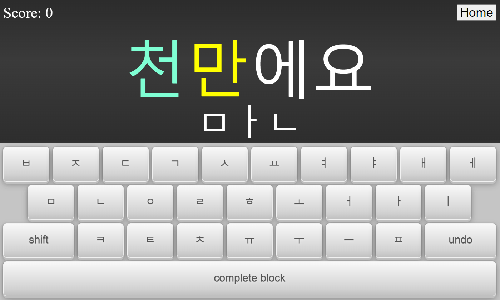 Score: 0
Home
천만에요
ㅁㅏㄴ
ㅂ ㅈ ㄷ ㄱ ㅅ ㅛ ㅕ ㅑ ㅐ ㅔ
ㅁ ㄴ ㅇ ㄹ ㅎ ㅗ ㅓ ㅏ ㅣ
shift ㅋ ㅌ ㅊ ㅠ ㅜ ㅡ ㅍ undo
complete block